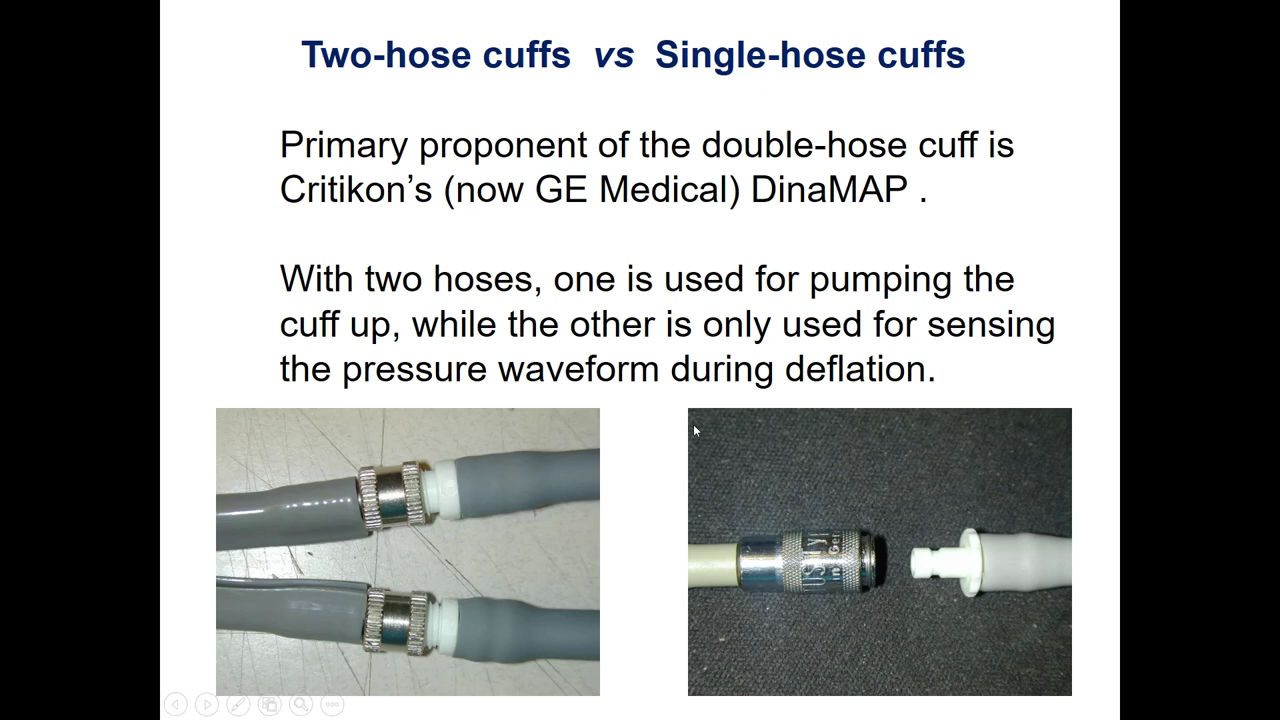 Two-hose cuffs vs Single-hose cuffs
Primary proponent of the double-hose cuff is
Critikon’s (now GE Medical) DinaMAP .
With two hoses, one is used for pumping the
cuff up, while the other is only used for sensing
the pressure waveform during deflation.